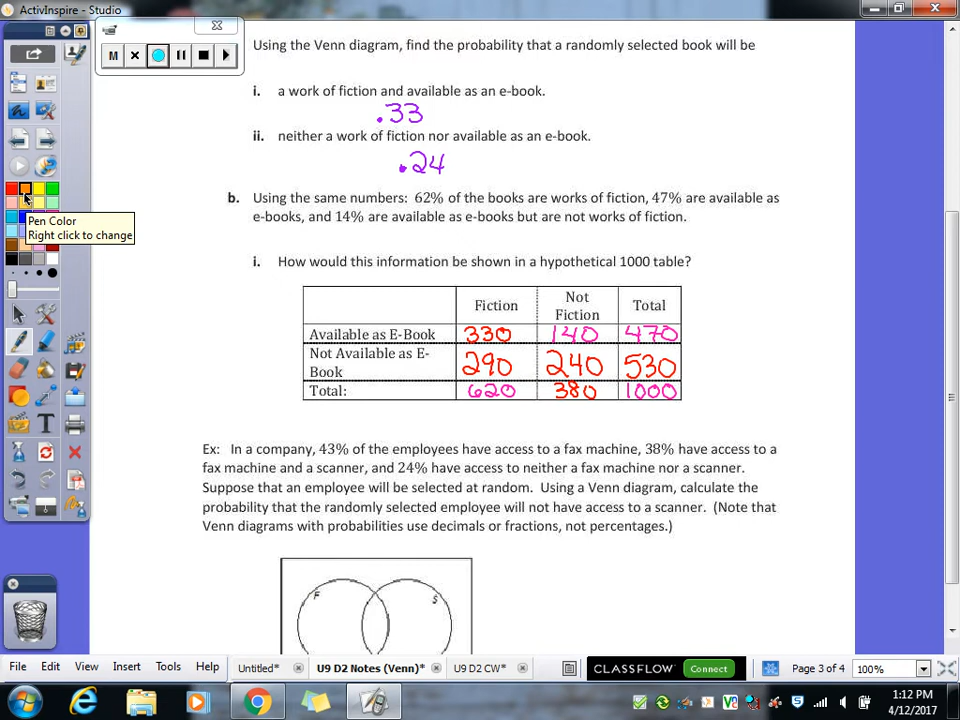 ActivInspire - Studio
M
Using the Venn diagram, find the probability that a randomly selected book will be
i. a work of fiction and available as an e-book.
.33
ii. neither a work of fiction nor available as an e-book.
.24
b. Using the same numbers: 62% of the books are works of fiction, 47% are available as
e-books, and 14% are available as e-books but are not works of fiction.
Pen Color
Right click to change
i. How would this information be shown in a hypothetical 1000 table?
Fiction Not Fiction Total
Available as E-Book 330 140 470
Not Available as E-
Book 290 240 530
Total: 620 380 1000
Ex: In a company, 43% of the employees have access to a fax machine, 38% have access to a
fax machine and a scanner, and 24% have access to neither a fax machine nor a scanner.
Suppose that an employee will be selected at random. Using a Venn diagram, calculate the
probability that the randomly selected employee will not have access to a scanner. (Note that
Venn diagrams with probabilities use decimals or fractions, not percentages.)
F S
File Edit View Insert Tools Help Untitled* U9 D2 Notes (Venn)* U9 D2 CW* CLASSFLOW Connect Page 3 of 4 100%
1:12 PM
4/12/2017